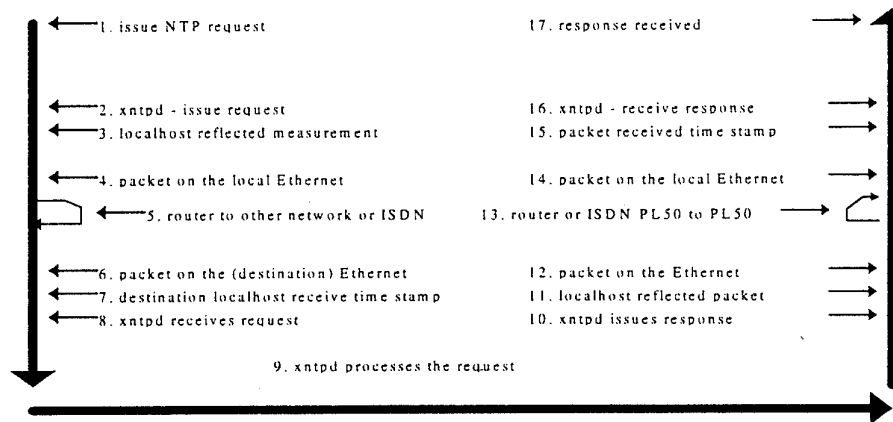 1. issue NTP request
17. response received
2. xntpd - issue request
16. xntpd - receive response
3. localhost reflected measurement
15. packet received time stamp
4. packet on the local Ethernet
14. packet on the local Ethernet
5. router to other network or ISDN
13. router or ISDN PL50 to PL50
6. packet on the (destination) Ethernet
12. packet on the Ethernet
7. destination localhost receive time stamp
11. localhost reflected packet
8. xntpd receives request
10. xntpd issues response
9. xntpd processes the request